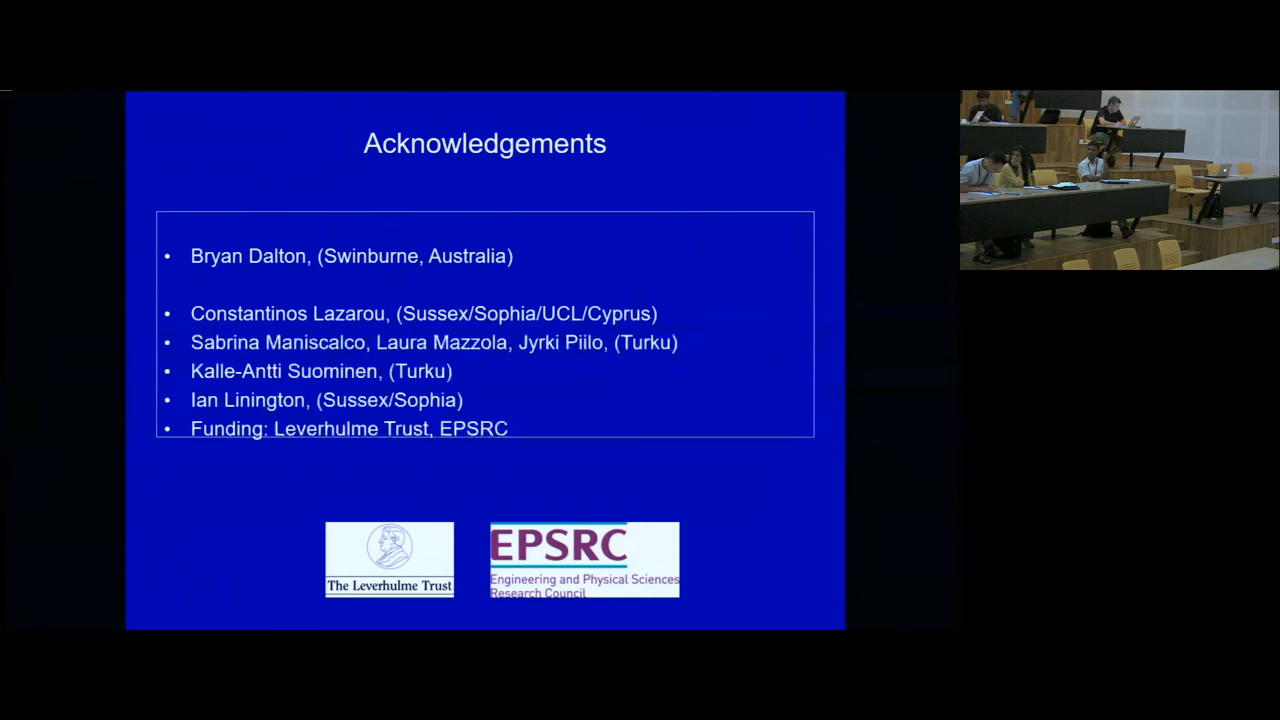 Acknowledgements
• Bryan Dalton, (Swinburne, Australia)
• Constantinos Lazarou, (Sussex/Sophia/UCL/Cyprus)
• Sabrina Maniscalco, Laura Mazzola, Jyrki Piilo, (Turku)
• Kalle-Antti Suominen, (Turku)
• Ian Linington, (Sussex/Sophia)
• Funding: Leverhulme Trust, EPSRC
The Leverhulme Trust
EPSRC
Engineering and Physical Sciences
Research Council